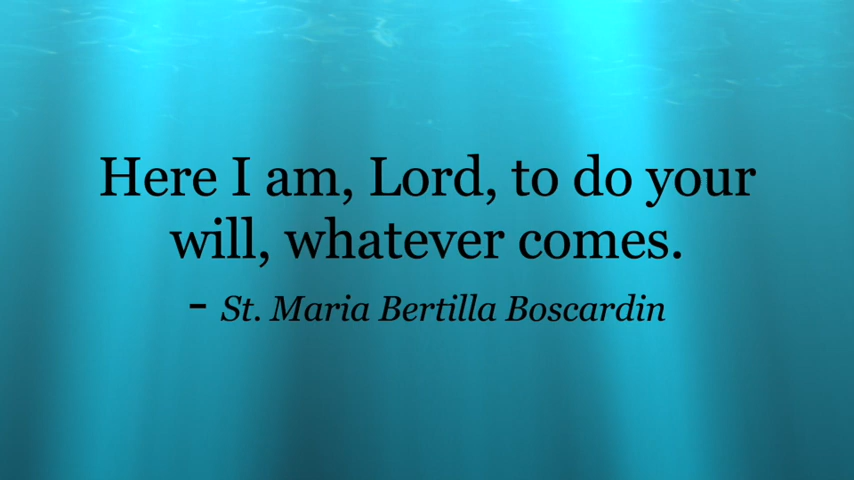 Here I am, Lord, to do your
will, whatever comes.
- St. Maria Bertilla Boscardin